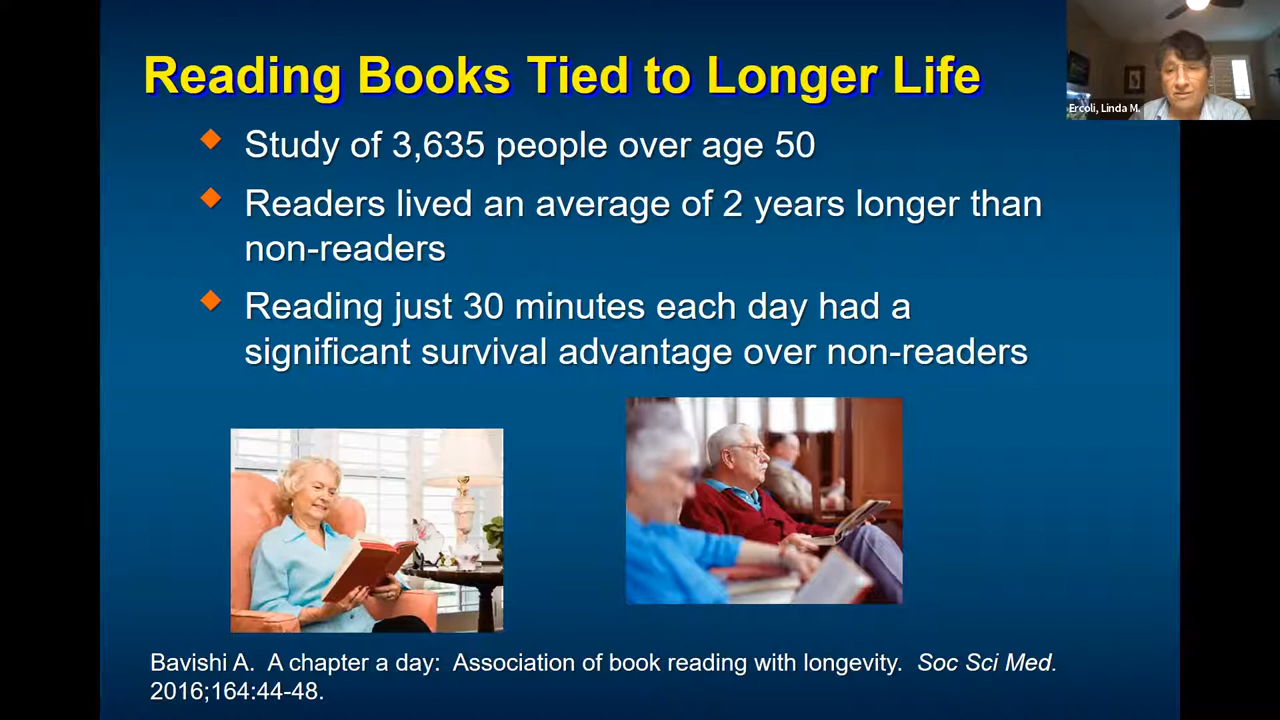 Reading Books Tied to Longer Life
Ercoli, Linda M.
Study of 3,635 people over age 50
Readers lived an average of 2 years longer than
non-readers
Reading just 30 minutes each day had a
significant survival advantage over non-readers
Bavishi A.  A chapter a day:  Association of book reading with longevity.  Soc Sci Med.
2016;164:44-48.